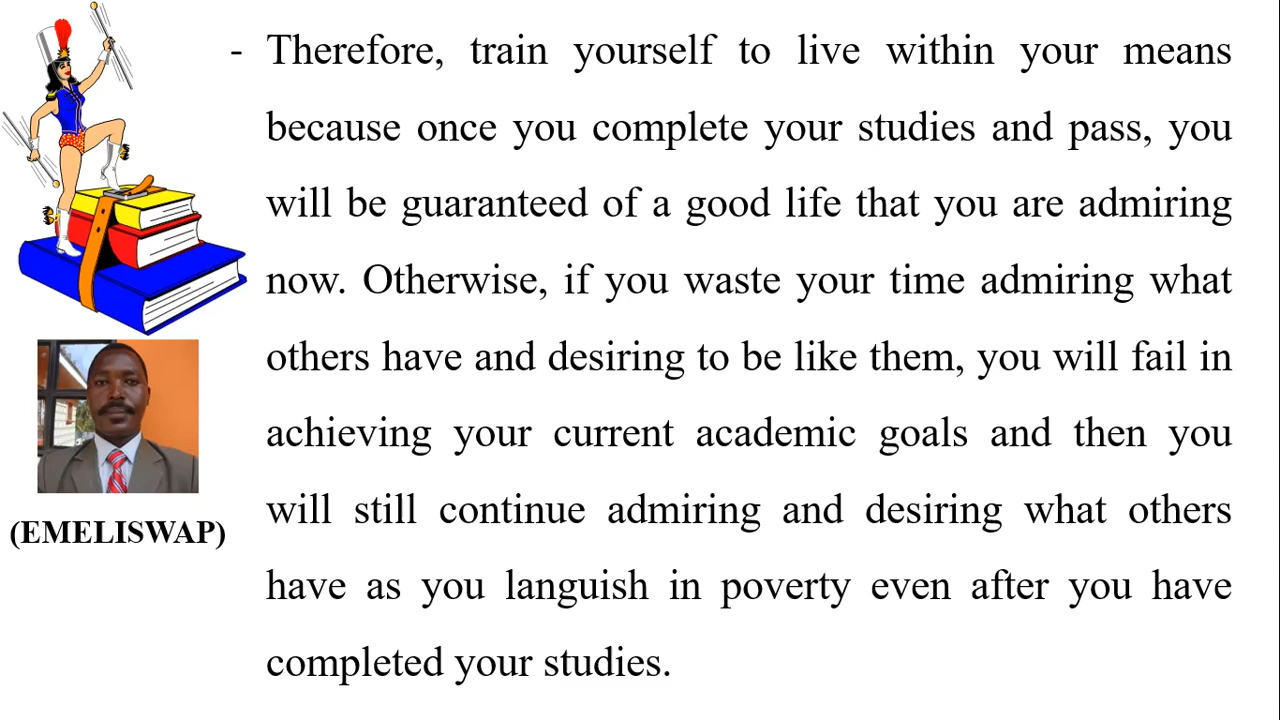 - Therefore, train yourself to live within your means
because once you complete your studies and pass, you
will be guaranteed of a good life that you are admiring
now. Otherwise, if you waste your time admiring what
others have and desiring to be like them, you will fail in
achieving your current academic goals and then you
will still continue admiring and desiring what others
have as you languish in poverty even after you have
completed your studies.
(EMELISWAP)